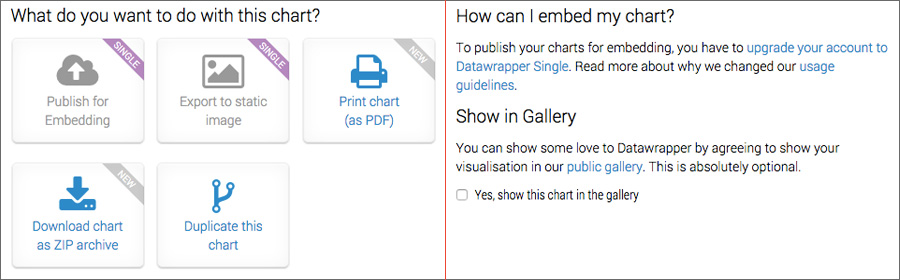 What do you want to do with this chart?
SINGLE
Publish for
Embedding
SINGLE
Export to static
image
NEW
Print chart
(as PDF)
NEW
Download chart
as ZIP archive
Duplicate this
chart
How can I embed my chart?
To publish your charts for embedding, you have to upgrade your account to
Datawrapper Single. Read more about why we changed our usage
guidelines.
Show in Gallery
You can show some love to Datawrapper by agreeing to show your
visualisation in our public gallery. This is absolutely optional.
Yes, show this chart in the gallery